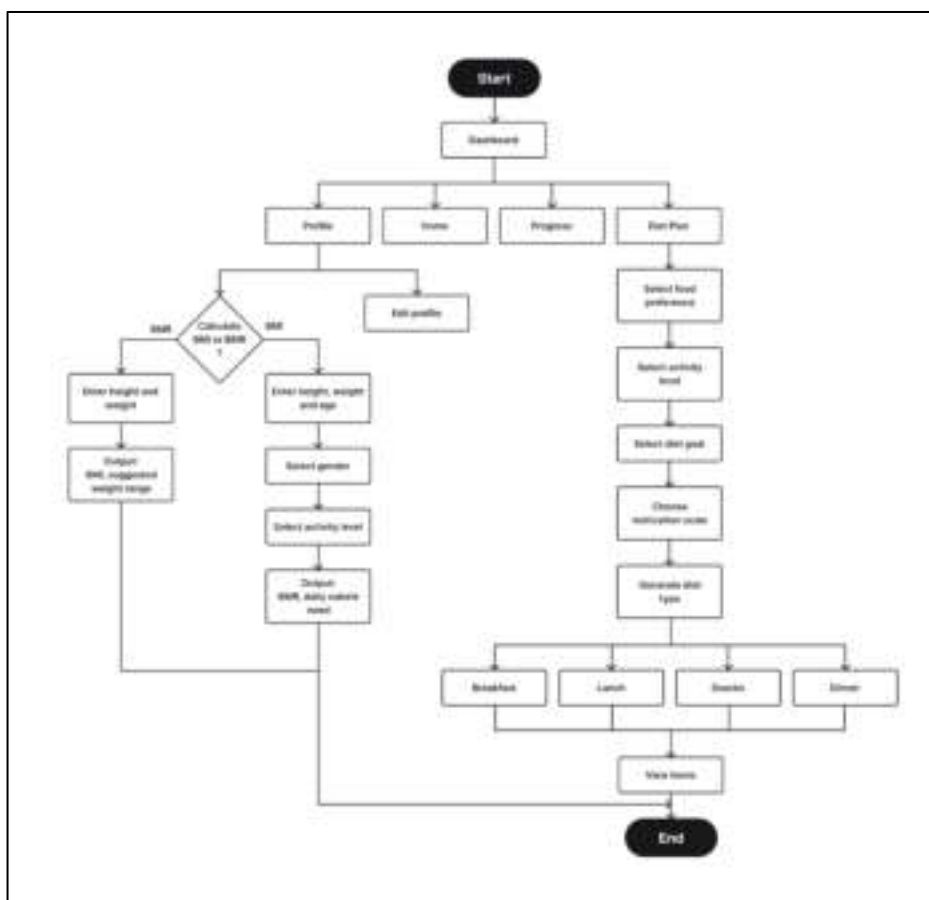 Start
Dashboard
Profile
Home
Progress
Diet Plan
Select food
preference
Edit profile
Calculate
BMI or BMR
?
BMR
BMI
Select activity
level
Enter height and
weight
Enter height, weight
and age
Select diet goal
Output:
BMI, suggested
weight range
Select gender
Choose
motivation
Select activity level
Generate diet
Type
Output:
BMR, daily calorie
need
Breakfast
Lunch
Snacks
Dinner
View
End